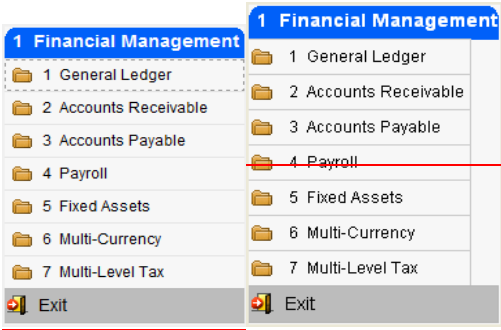 1 Financial Management
1 General Ledger
2 Accounts Receivable
3 Accounts Payable
4 Payroll
5 Fixed Assets
6 Multi-Currency
7 Multi-Level Tax
Exit
1 Financial Management
1 General Ledger
2 Accounts Receivable
3 Accounts Payable
4 Payroll
5 Fixed Assets
6 Multi-Currency
7 Multi-Level Tax
Exit